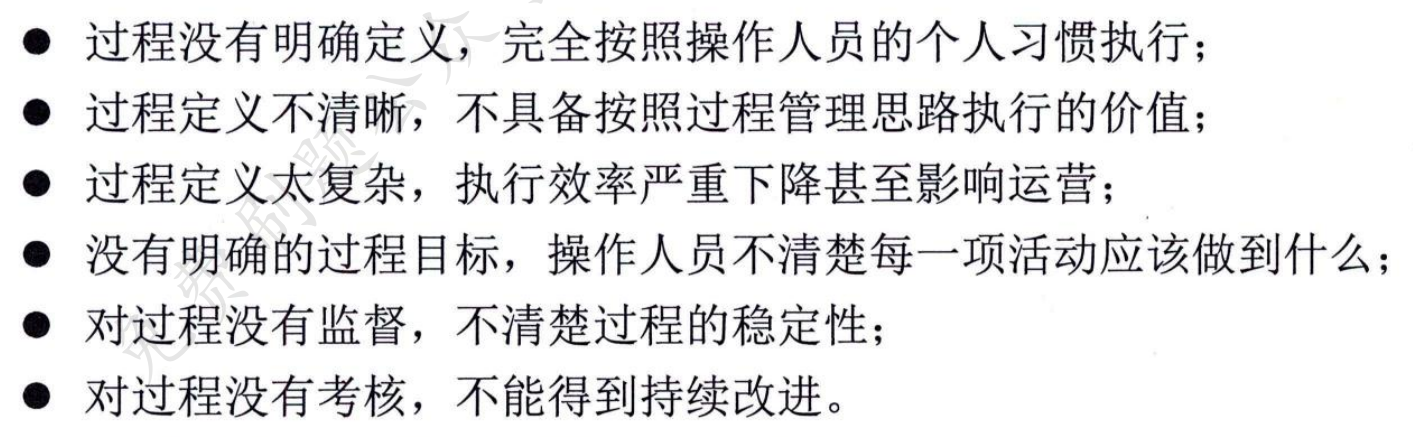 ● 过程没有明确定义，完全按照操作人员的个人习惯执行；
● 过程定义不清晰，不具备按照过程管理思路执行的价值；
● 过程定义太复杂，执行效率严重下降甚至影响运营；
● 没有明确的过程目标，操作人员不清楚每一项活动应该做到什么；
● 对过程没有监督，不清楚过程的稳定性；
● 对过程没有考核，不能得到持续改进。
免费刷题公众